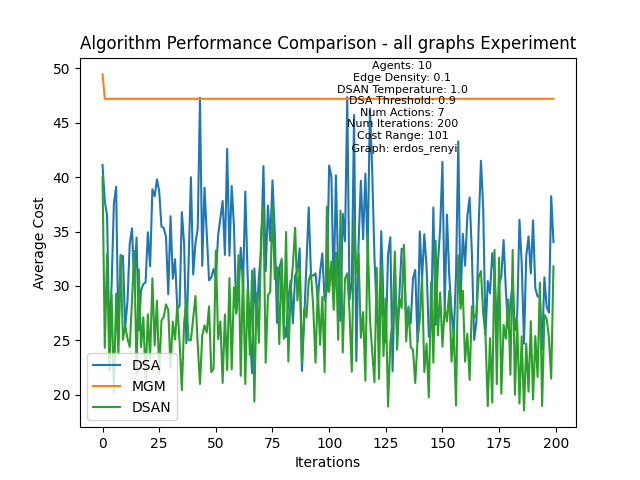 Algorithm Performance Comparison - all graphs Experiment
Agents: 10
Edge Density: 0.1
DSAN Temperature: 1.0
DSA Threshold: 0.9
Num Actions: 7
Num Iterations: 200
Cost Range: 101
Graph: erdos_renyi
Average Cost
50
45
40
35
30
25
20
DSA
MGM
DSAN
0 25 50 75 100 125 150 175 200
Iterations